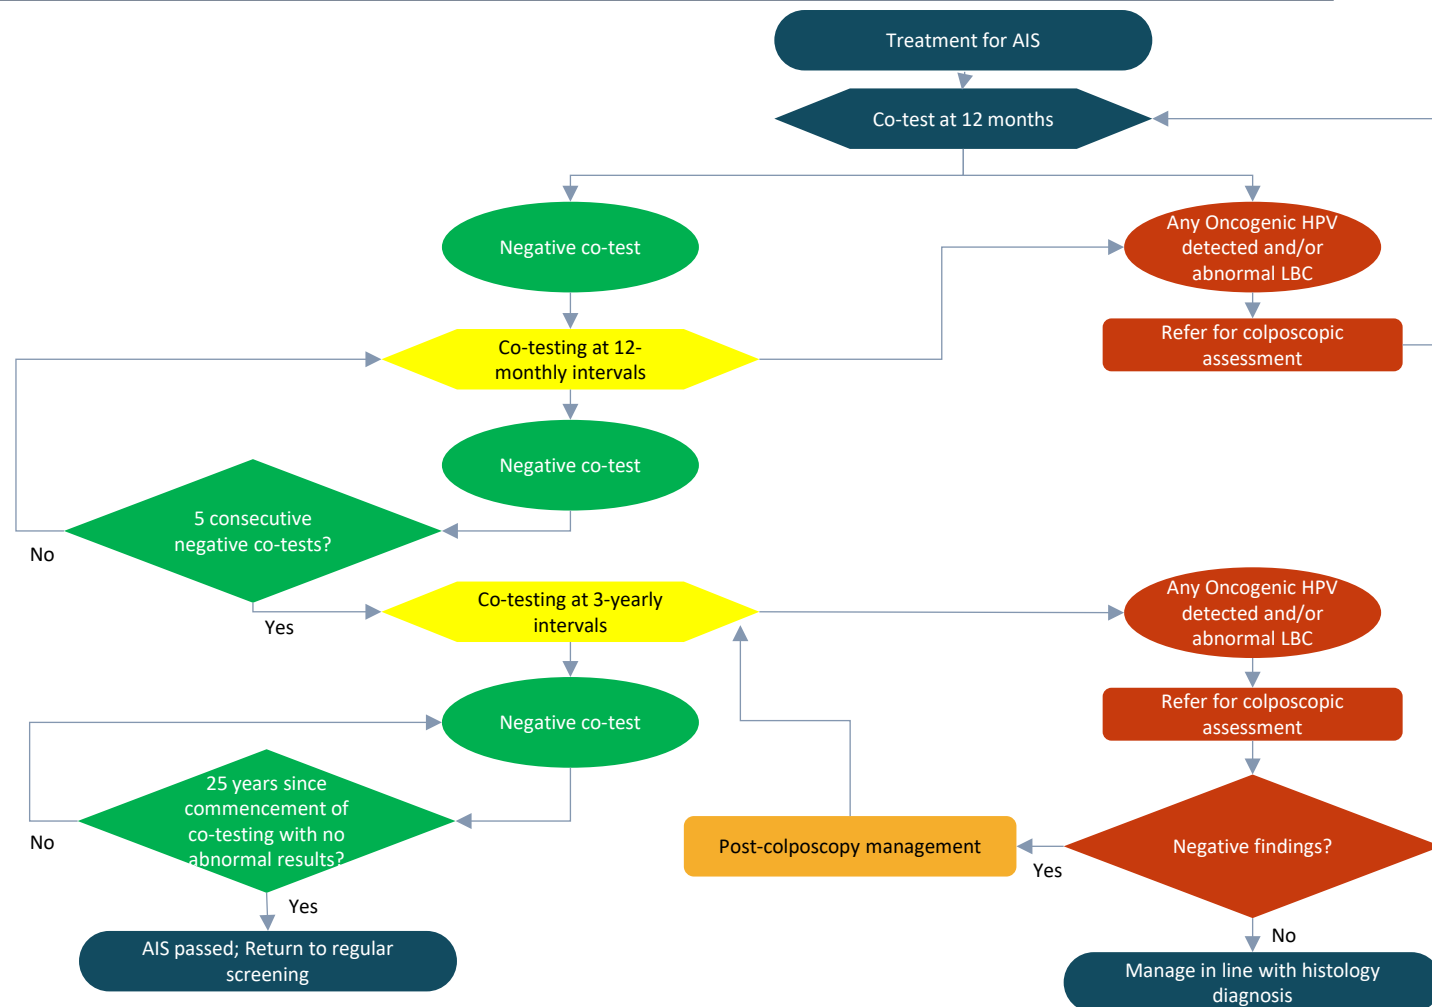 Treatment for AIS
Co-test at 12 months
Negative co-test
Any Oncogenic HPV
detected and/or
abnormal LBC
Co-testing at 12-
monthly intervals
Refer for colposcopic
assessment
Negative co-test
5 consecutive
negative co-tests?
No
Yes
Co-testing at 3-yearly
intervals
Any Oncogenic HPV
detected and/or
abnormal LBC
Negative co-test
Refer for colposcopic
assessment
25 years since
commencement of
co-testing with no
abnormal results?
No
Yes
Post-colposcopy management
Negative findings?
Yes
No
AIS passed; Return to regular
screening
Manage in line with histology
diagnosis